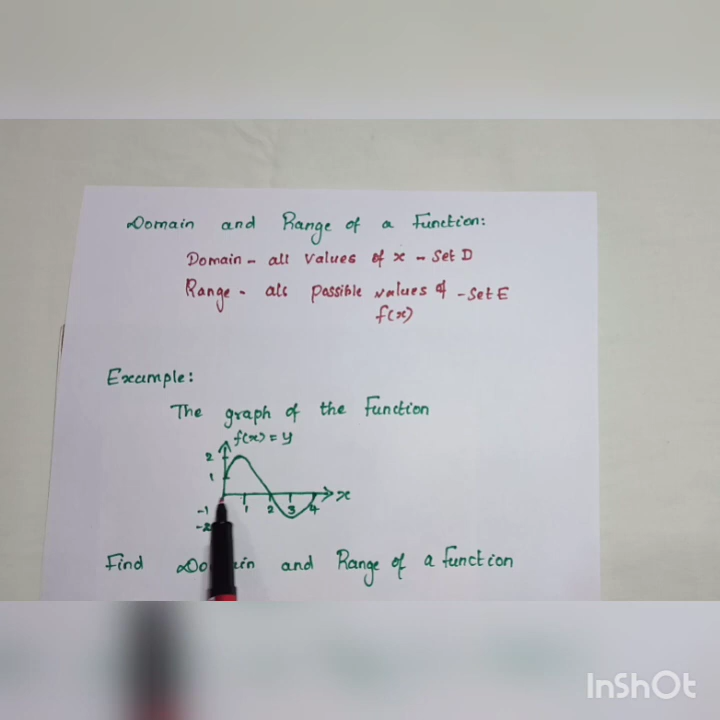 Domain and Range of a Function:
Domain - all values of x - Set D
Range - all possible values of - Set E
f(x)
Example:
The graph of the function
f(x) = y
2
1
-1
-2
1 2 3 4
x
Find and Range of a function
InShOt